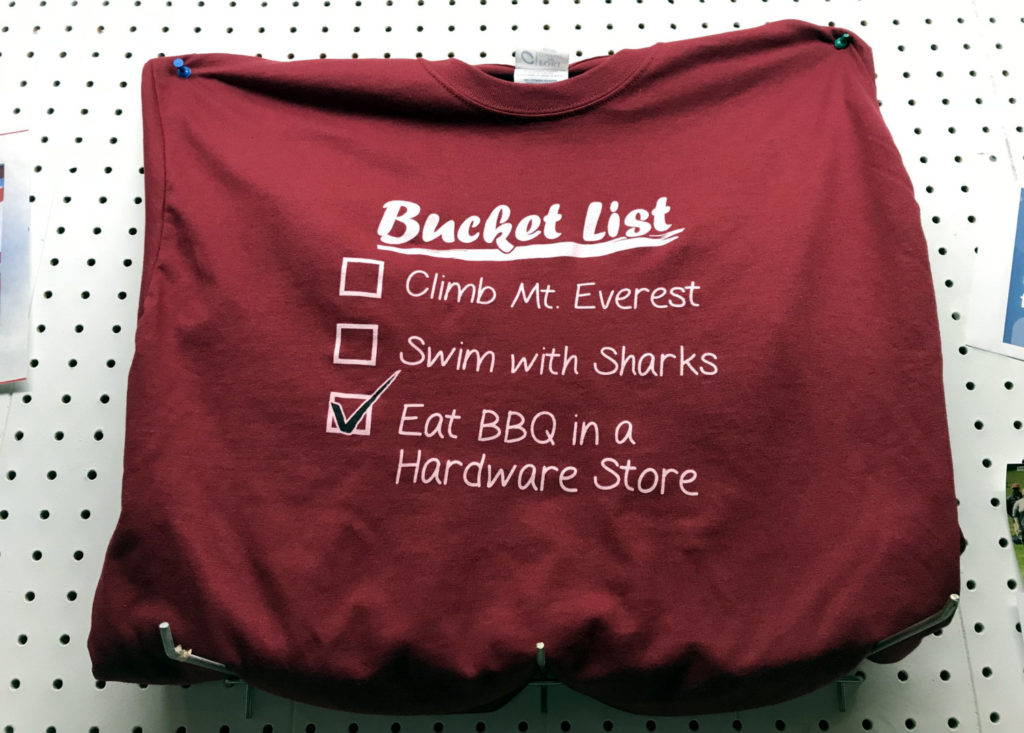 Bucket List
Climb Mt. Everest
Swim with Sharks
Eat BBQ in a
Hardware Store